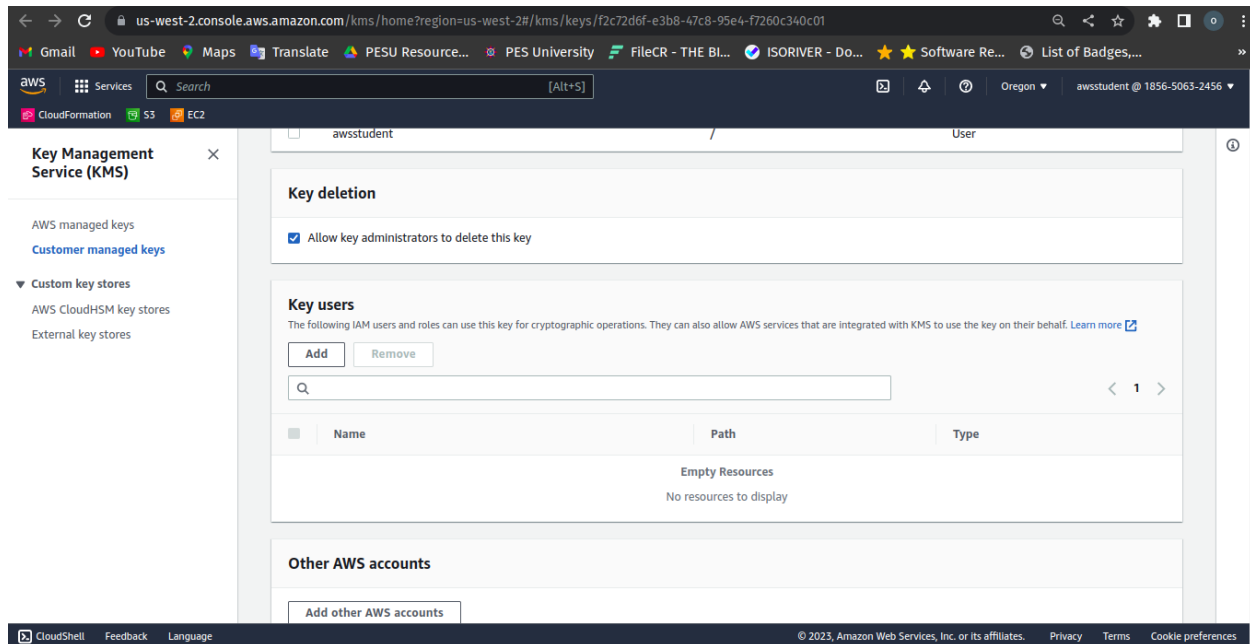 us-west-2.console.aws.amazon.com/kms/home?region=us-west-2#/kms/keys/f2c72d6f-e3b8-47c8-95e4-f7260c340c01
Gmail YouTube Maps Translate PESU Resource... PES University FileCR - THE BI... ISORIVER - Do... Software Re... List of Badges,... »
aws Services Search [Alt+S] Oregon awsstudent @ 1856-5063-2456
CloudFormation S3 EC2
Key Management
Service (KMS)
AWS managed keys
Customer managed keys
Custom key stores
AWS CloudHSM key stores
External key stores
awsstudent / User
Key deletion
Allow key administrators to delete this key
Key users
The following IAM users and roles can use this key for cryptographic operations. They can also allow AWS services that are integrated with KMS to use the key on their behalf. Learn more
Add Remove
1
Name Path Type
Empty Resources
No resources to display
Other AWS accounts
Add other AWS accounts
CloudShell Feedback Language © 2023, Amazon Web Services, Inc. or its affiliates. Privacy Terms Cookie preferences